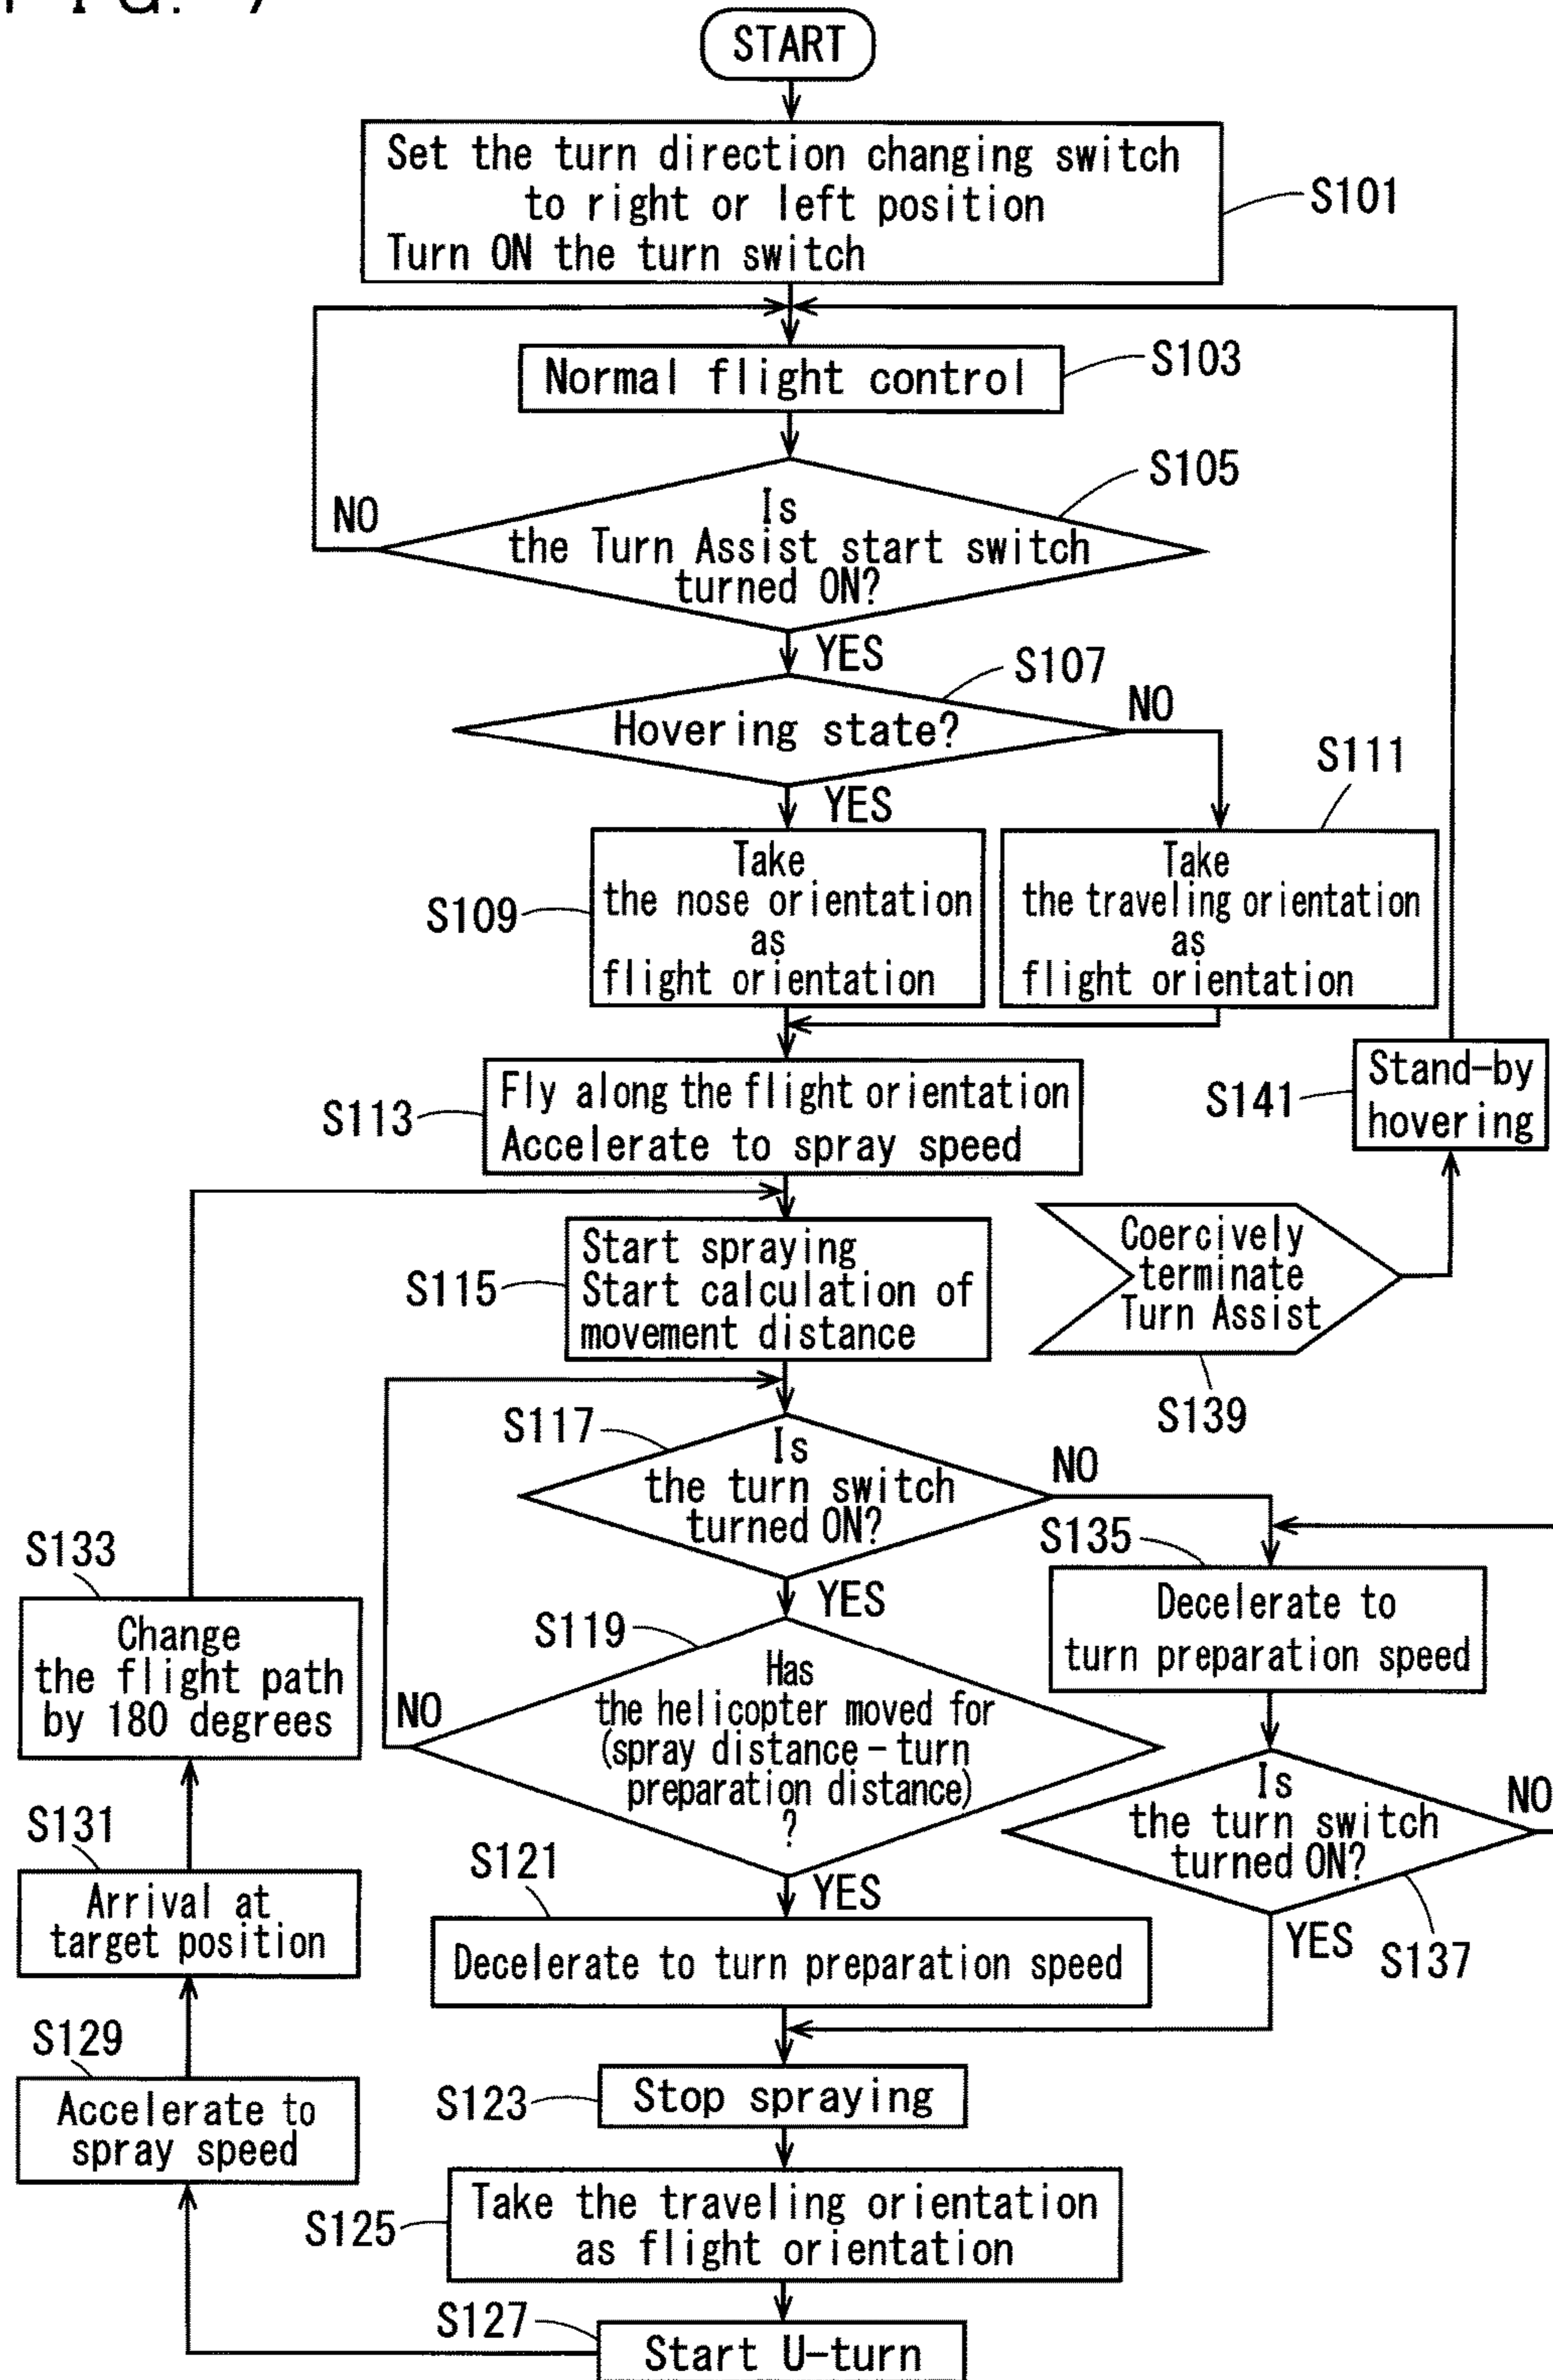 FIG. 7
START
Set the turn direction changing switch
to right or left position
Turn ON the turn switch
S101
Normal flight control
S103
Is
the Turn Assist start switch
turned ON?
S105
NO
YES
Hovering state?
S107
NO
YES
Take
the nose orientation
as
flight orientation
S109
Take
the traveling orientation
as
flight orientation
S111
Fly along the flight orientation
Accelerate to spray speed
S113
Stand-by
hovering
S141
Start spraying
Start calculation of
movement distance
S115
Coercively
terminate
Turn Assist
S139
Is
the turn switch
turned ON?
S117
NO
YES
Has
the helicopter moved for
(spray distance-turn
preparation distance)
?
S119
NO
YES
Decelerate to
turn preparation speed
S135
Is
the turn switch
turned ON?
S137
NO
YES
Decelerate to turn preparation speed
S121
Stop spraying
S123
Take the traveling orientation
as flight orientation
S125
Start U-turn
S127
Accelerate to
spray speed
S129
Arrival at
target position
S131
Change
the flight path
by 180 degrees
S133